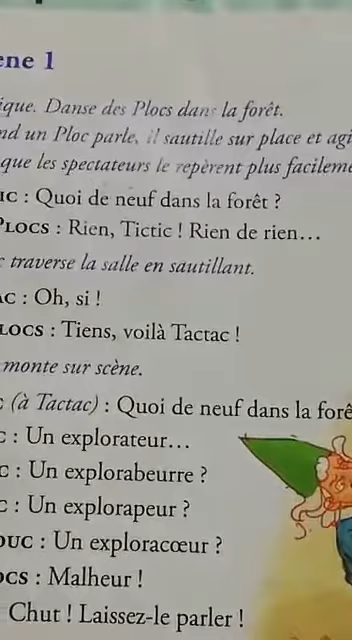 ène 1
ique. Danse des Plocs dans la forêt.
nd un Ploc parle, il sautille sur place et agi
que les spectateurs le repèrent plus facileme
IC : Quoi de neuf dans la forêt ?
PLOCS : Rien, Tictic ! Rien de rien...
c traverse la salle en sautillant.
AC : Oh, si !
LOCS : Tiens, voilà Tactac !
monte sur scène.
C (à Tactac) : Quoi de neuf dans la forê
C : Un explorateur...
C : Un explorabeurre ?
C : Un explorapeur ?
OUC : Un exploracœur ?
OCS : Malheur !
Chut ! Laissez-le parler !